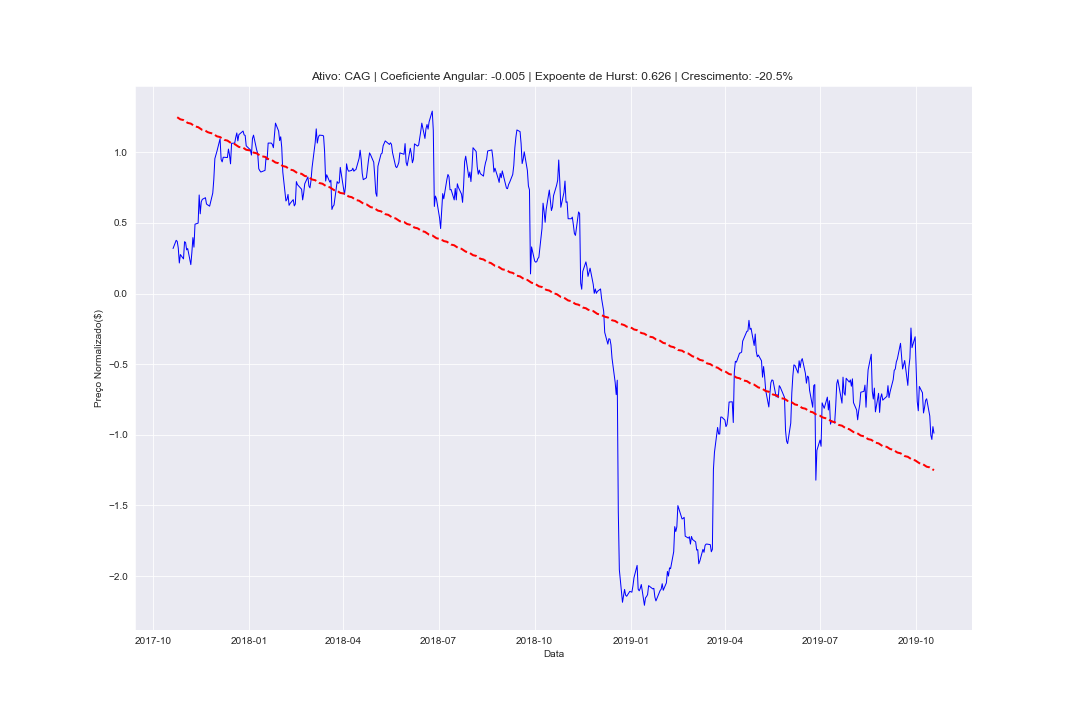 Ativo: CAG | Coeficiente Angular: -0.005 | Expoente de Hurst: 0.626 | Crescimento: -20.5%
1.0
0.5
0.0
−0.5
−1.0
−1.5
−2.0
Preço Normalizado($)
2017-10 2018-01 2018-04 2018-07 2018-10 2019-01 2019-04 2019-07 2019-10
Data